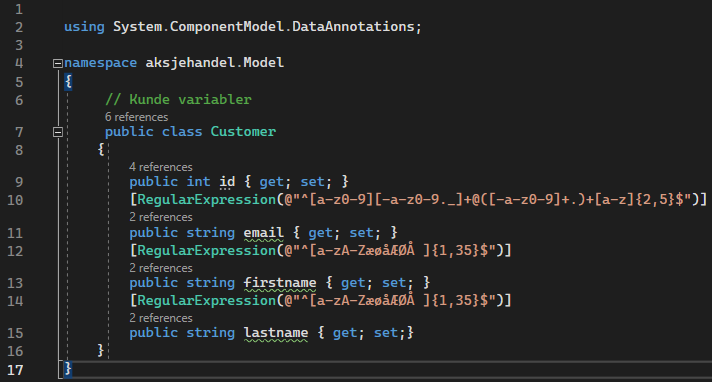 1
2 using System.ComponentModel.DataAnnotations;
3
4 namespace aksjehandel.Model
5 {
6 // Kunde variabler
6 references
7 public class Customer
8 {
4 references
9 public int id { get; set; }
10 [RegularExpression(@"^[a-z0-9][-a-z0-9._]+@([-a-z0-9]+.)+[a-z]{2,5}$")]
2 references
11 public string email { get; set; }
12 [RegularExpression(@"^[a-zA-ZæøåÆØÅ ]{1,35}$")]
2 references
13 public string firstname { get; set; }
14 [RegularExpression(@"^[a-zA-ZæøåÆØÅ ]{1,35}$")]
2 references
15 public string lastname { get; set;}
16 }
17 }